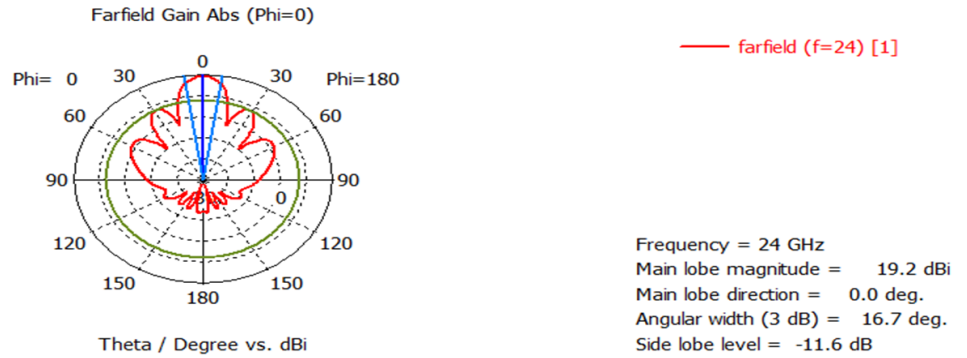 Farfield Gain Abs (Phi=0)
farfield (f=24) [1]
0
Phi= 0 30 30 Phi=180
60 60
90 0 90
120 120
150 150
180
Frequency = 24 GHz
Main lobe magnitude = 19.2 dBi
Main lobe direction = 0.0 deg.
Angular width (3 dB) = 16.7 deg.
Side lobe level = -11.6 dB
Theta / Degree vs. dBi